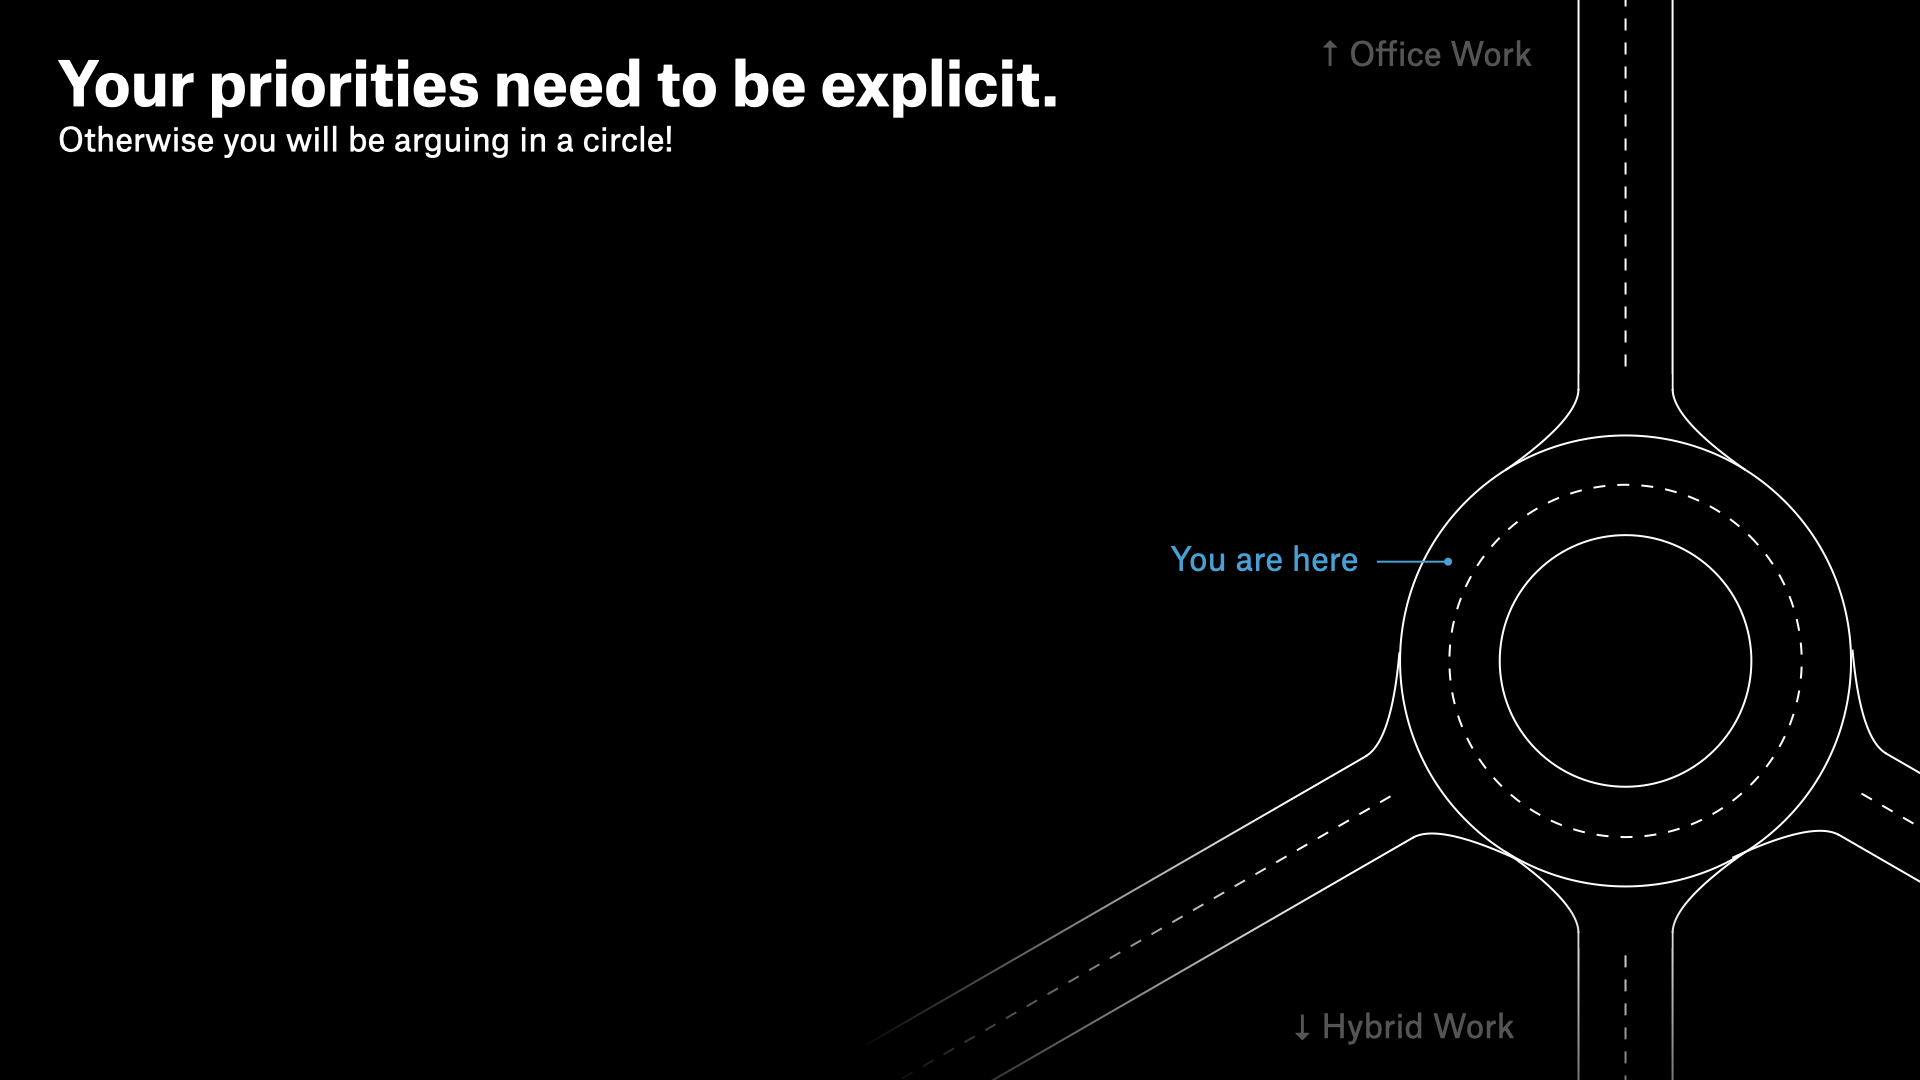 Your priorities need to be explicit.
Otherwise you will be arguing in a circle!
↑ Office Work
You are here
↓ Hybrid Work